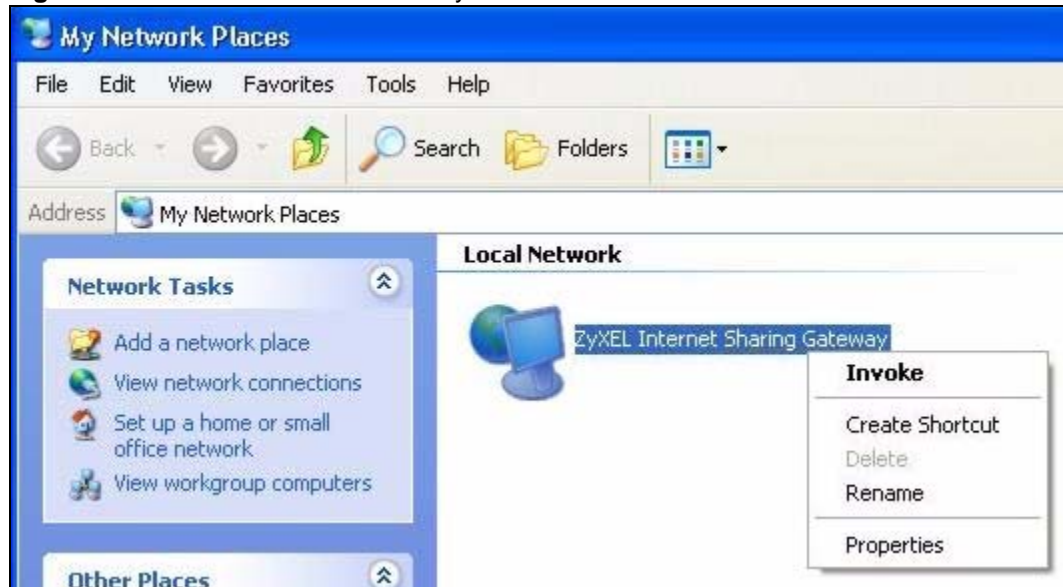 My Network Places
File Edit View Favorites Tools Help
Back Search Folders
Address My Network Places
Network Tasks
Add a network place
View network connections
Set up a home or small
office network
View workgroup computers
Other Places
Local Network
ZyXEL Internet Sharing Gateway
Invoke
Create Shortcut
Delete
Rename
Properties